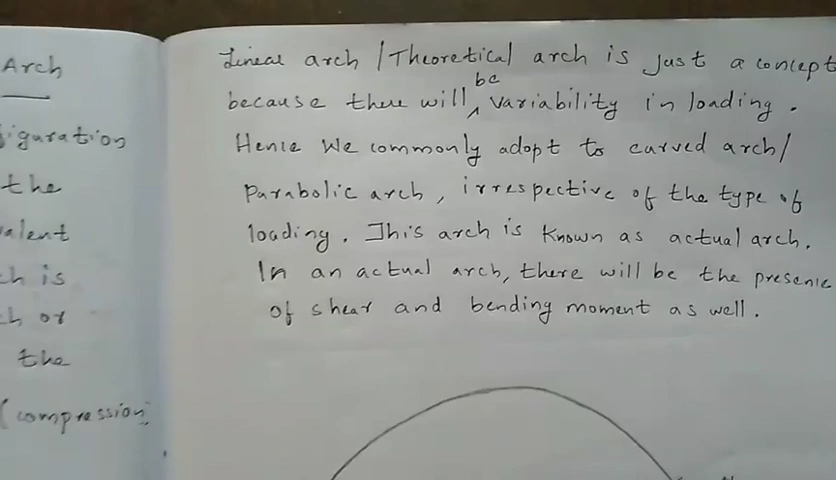 Arch
figuration
the
valent
ch is
ch or
the
(compression)
Linear arch / Theoretical arch is just a concept
because there will be variability in loading.
Hence We commonly adopt to curved arch/
Parabolic arch, irrespective of the type of
loading. This arch is known as actual arch.
In an actual arch, there will be the presence
of shear and bending moment as well.